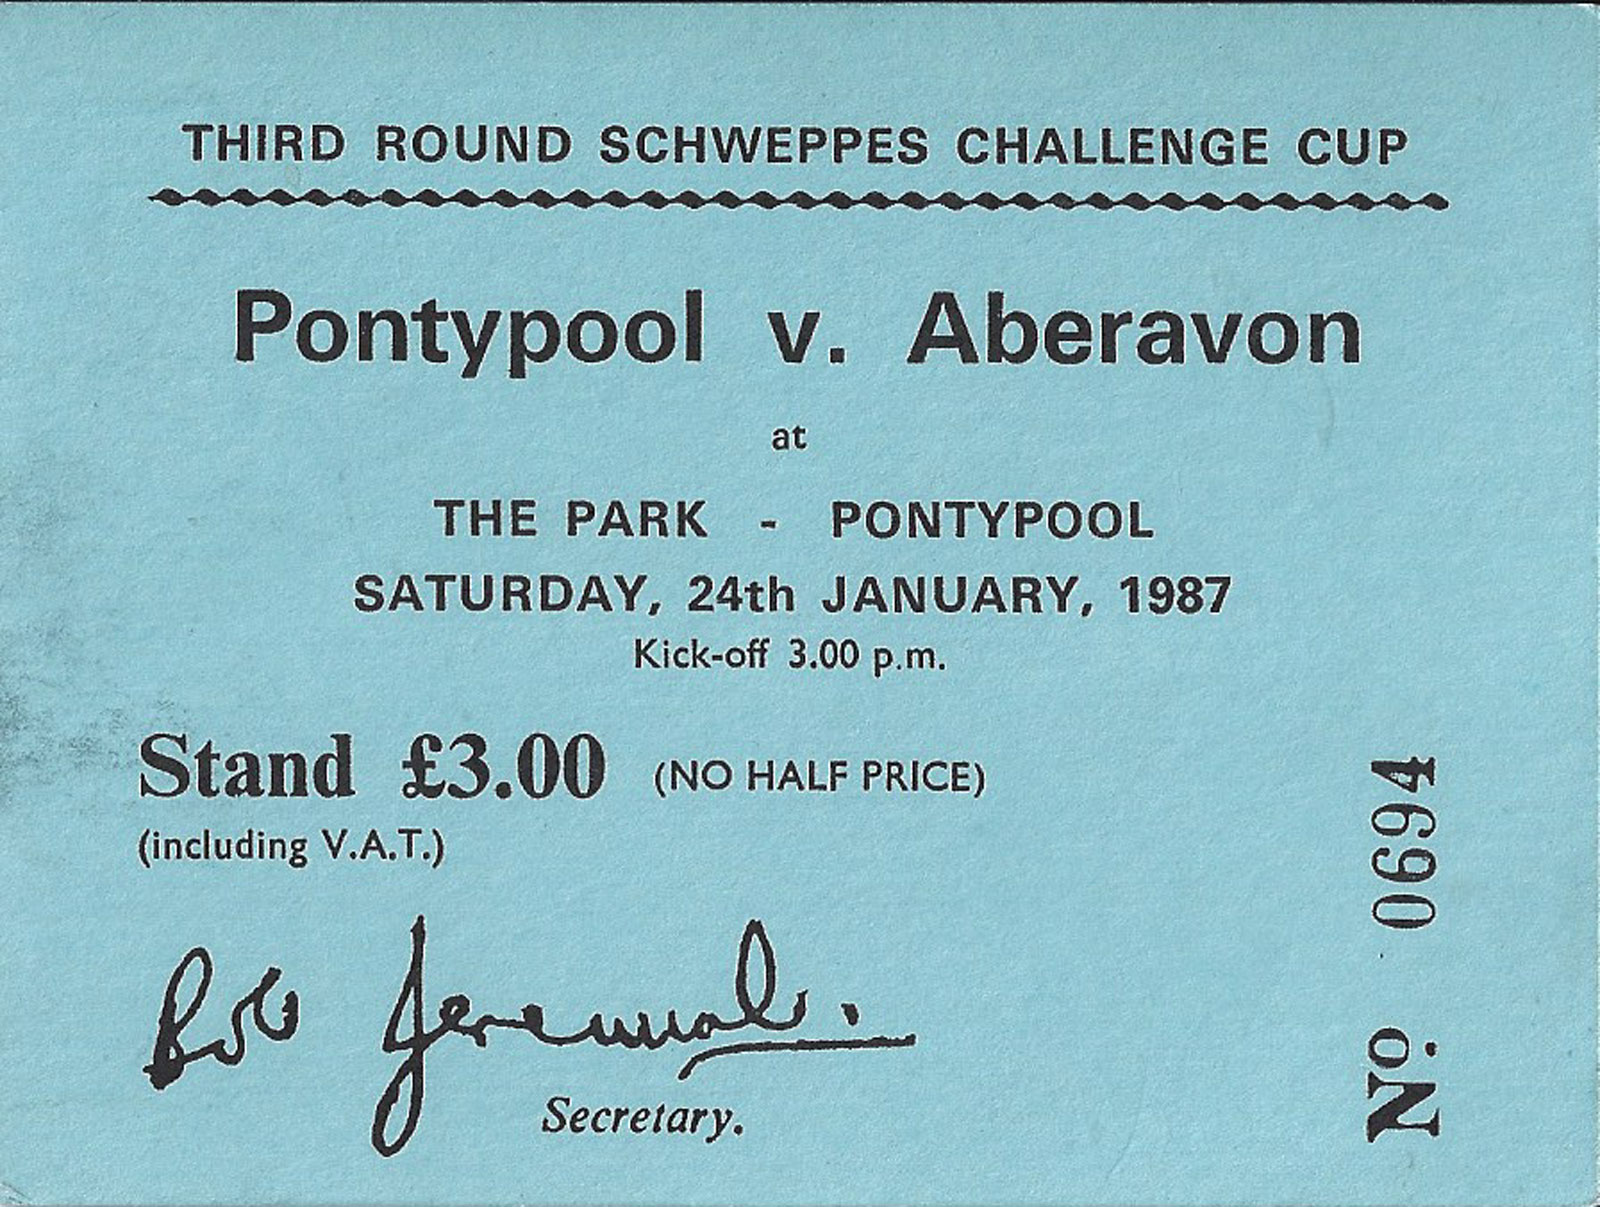 THIRD ROUND SCHWEPPES CHALLENGE CUP
Pontypool v. Aberavon
at
THE PARK - PONTYPOOL
SATURDAY, 24th JANUARY, 1987
Kick-off 3.00 p.m.
Stand £3.00 (NO HALF PRICE)
(including V.A.T.)
Bob
Secretary.
No. 0694